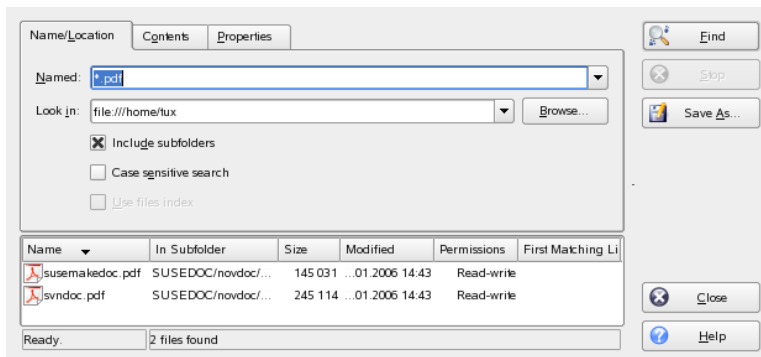 Name/Location Contents Properties
Find
Named: *.pdf
Stop
Look in: file:///home/tux Browse...
Save As...
Include subfolders
Case sensitive search
Use files index
Name In Subfolder Size Modified Permissions First Matching Li
susemakedoc.pdf SUSEDOC/novdoc/... 145 031 ...01.2006 14:43 Read-write
svndoc.pdf SUSEDOC/novdoc/... 245 114 ...01.2006 14:43 Read-write
Close
Ready. 2 files found
Help